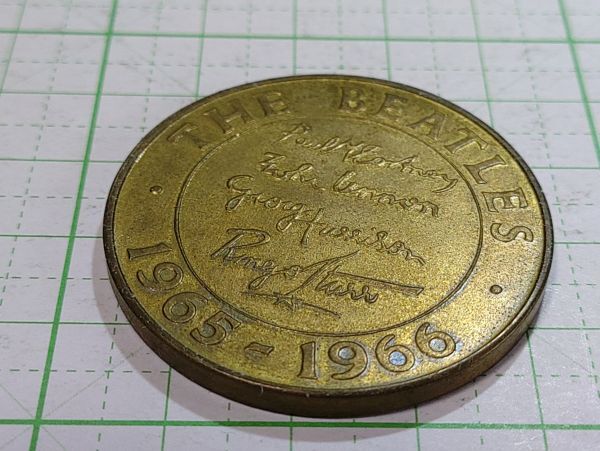 THE BEATLES
Paul McCartney
John Lennon
George Harrison
Ringo Starr
1965-1966